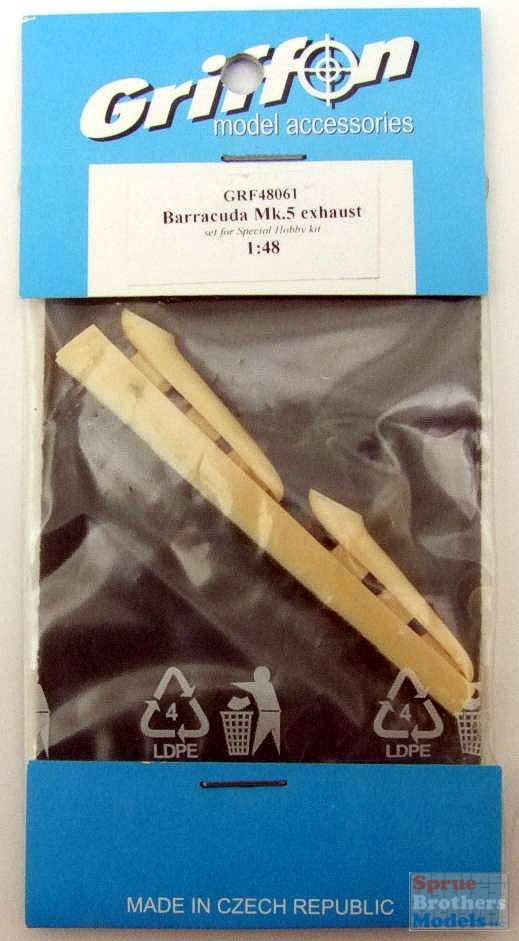 Griffon
model accessories
GRF48061
Barracuda Mk.5 exhaust
set for Special Hobby kit
1:48
4
LDPE
4
LDPE
MADE IN CZECH REPUBLIC
Sprue
Brothers
Models